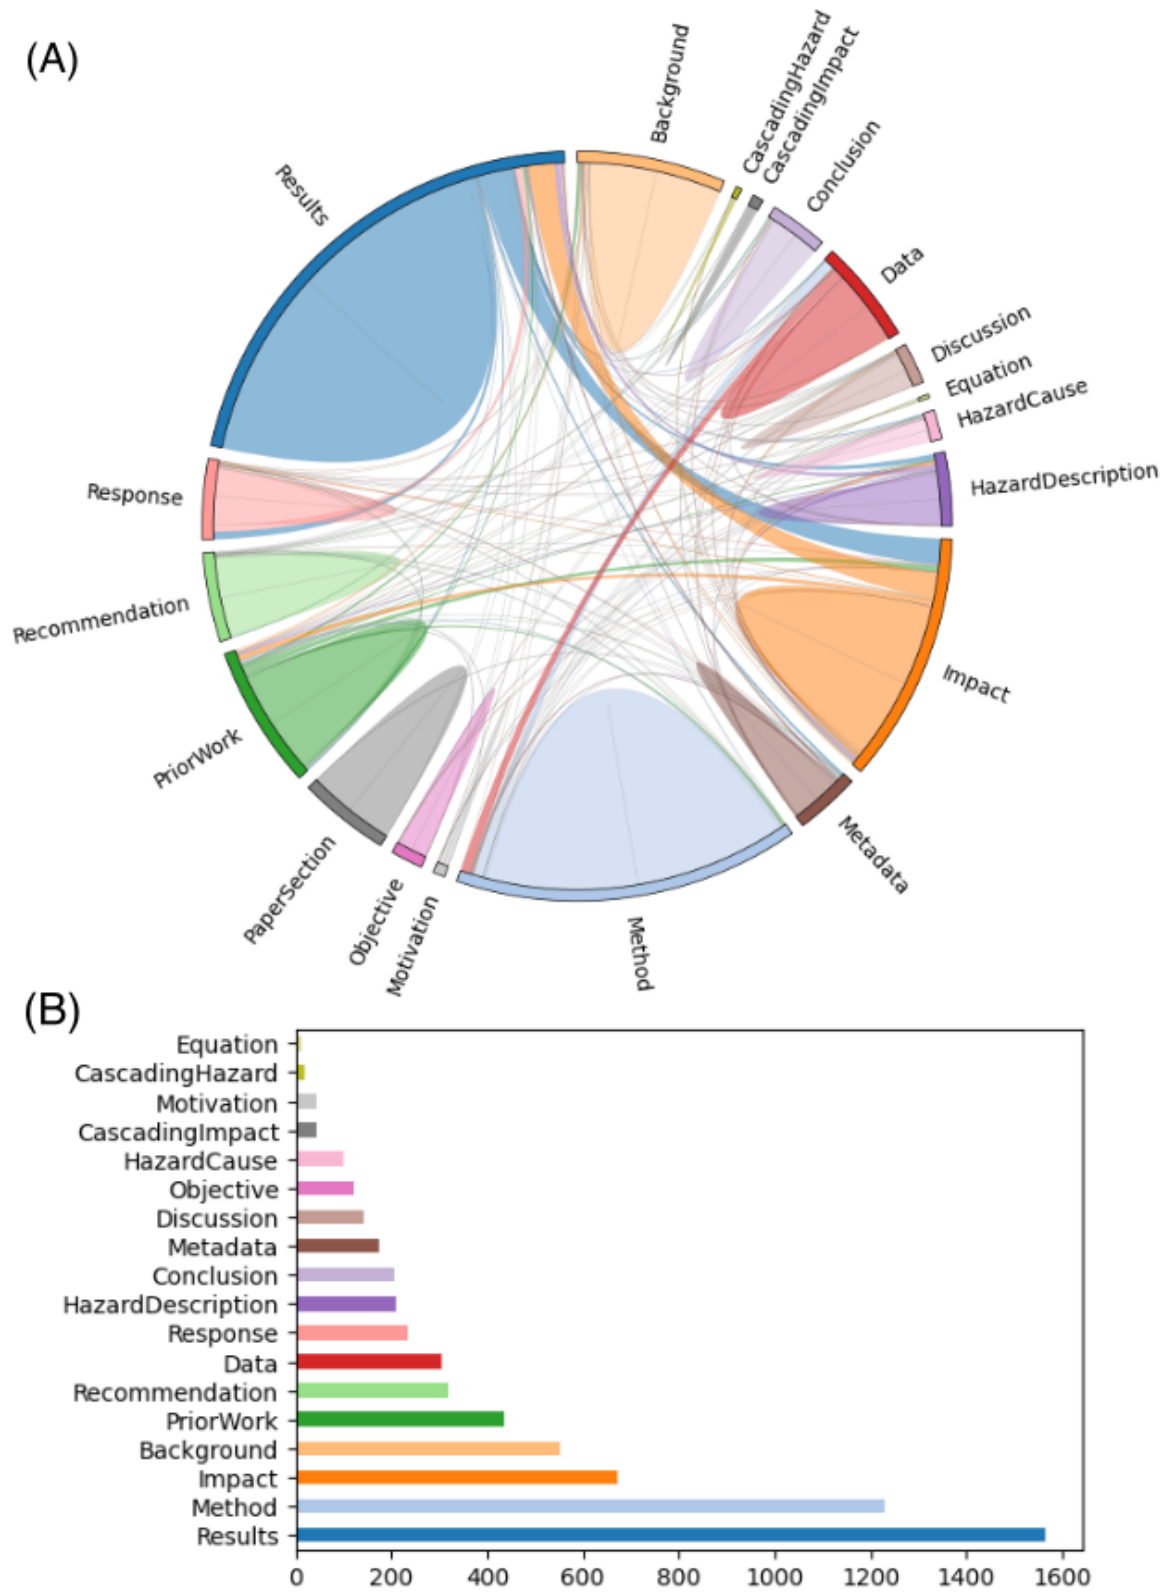 (A)
Background
CascadingHazard
CascadingImpact
Conclusion
Data
Discussion
Equation
HazardCause
HazardDescription
Impact
Metadata
Method
Motivation
Objective
PaperSection
PriorWork
Recommendation
Response
Results
(B)
Equation
CascadingHazard
Motivation
CascadingImpact
HazardCause
Objective
Discussion
Metadata
Conclusion
HazardDescription
Response
Data
Recommendation
PriorWork
Background
Impact
Method
Results
0 200 400 600 800 1000 1200 1400 1600